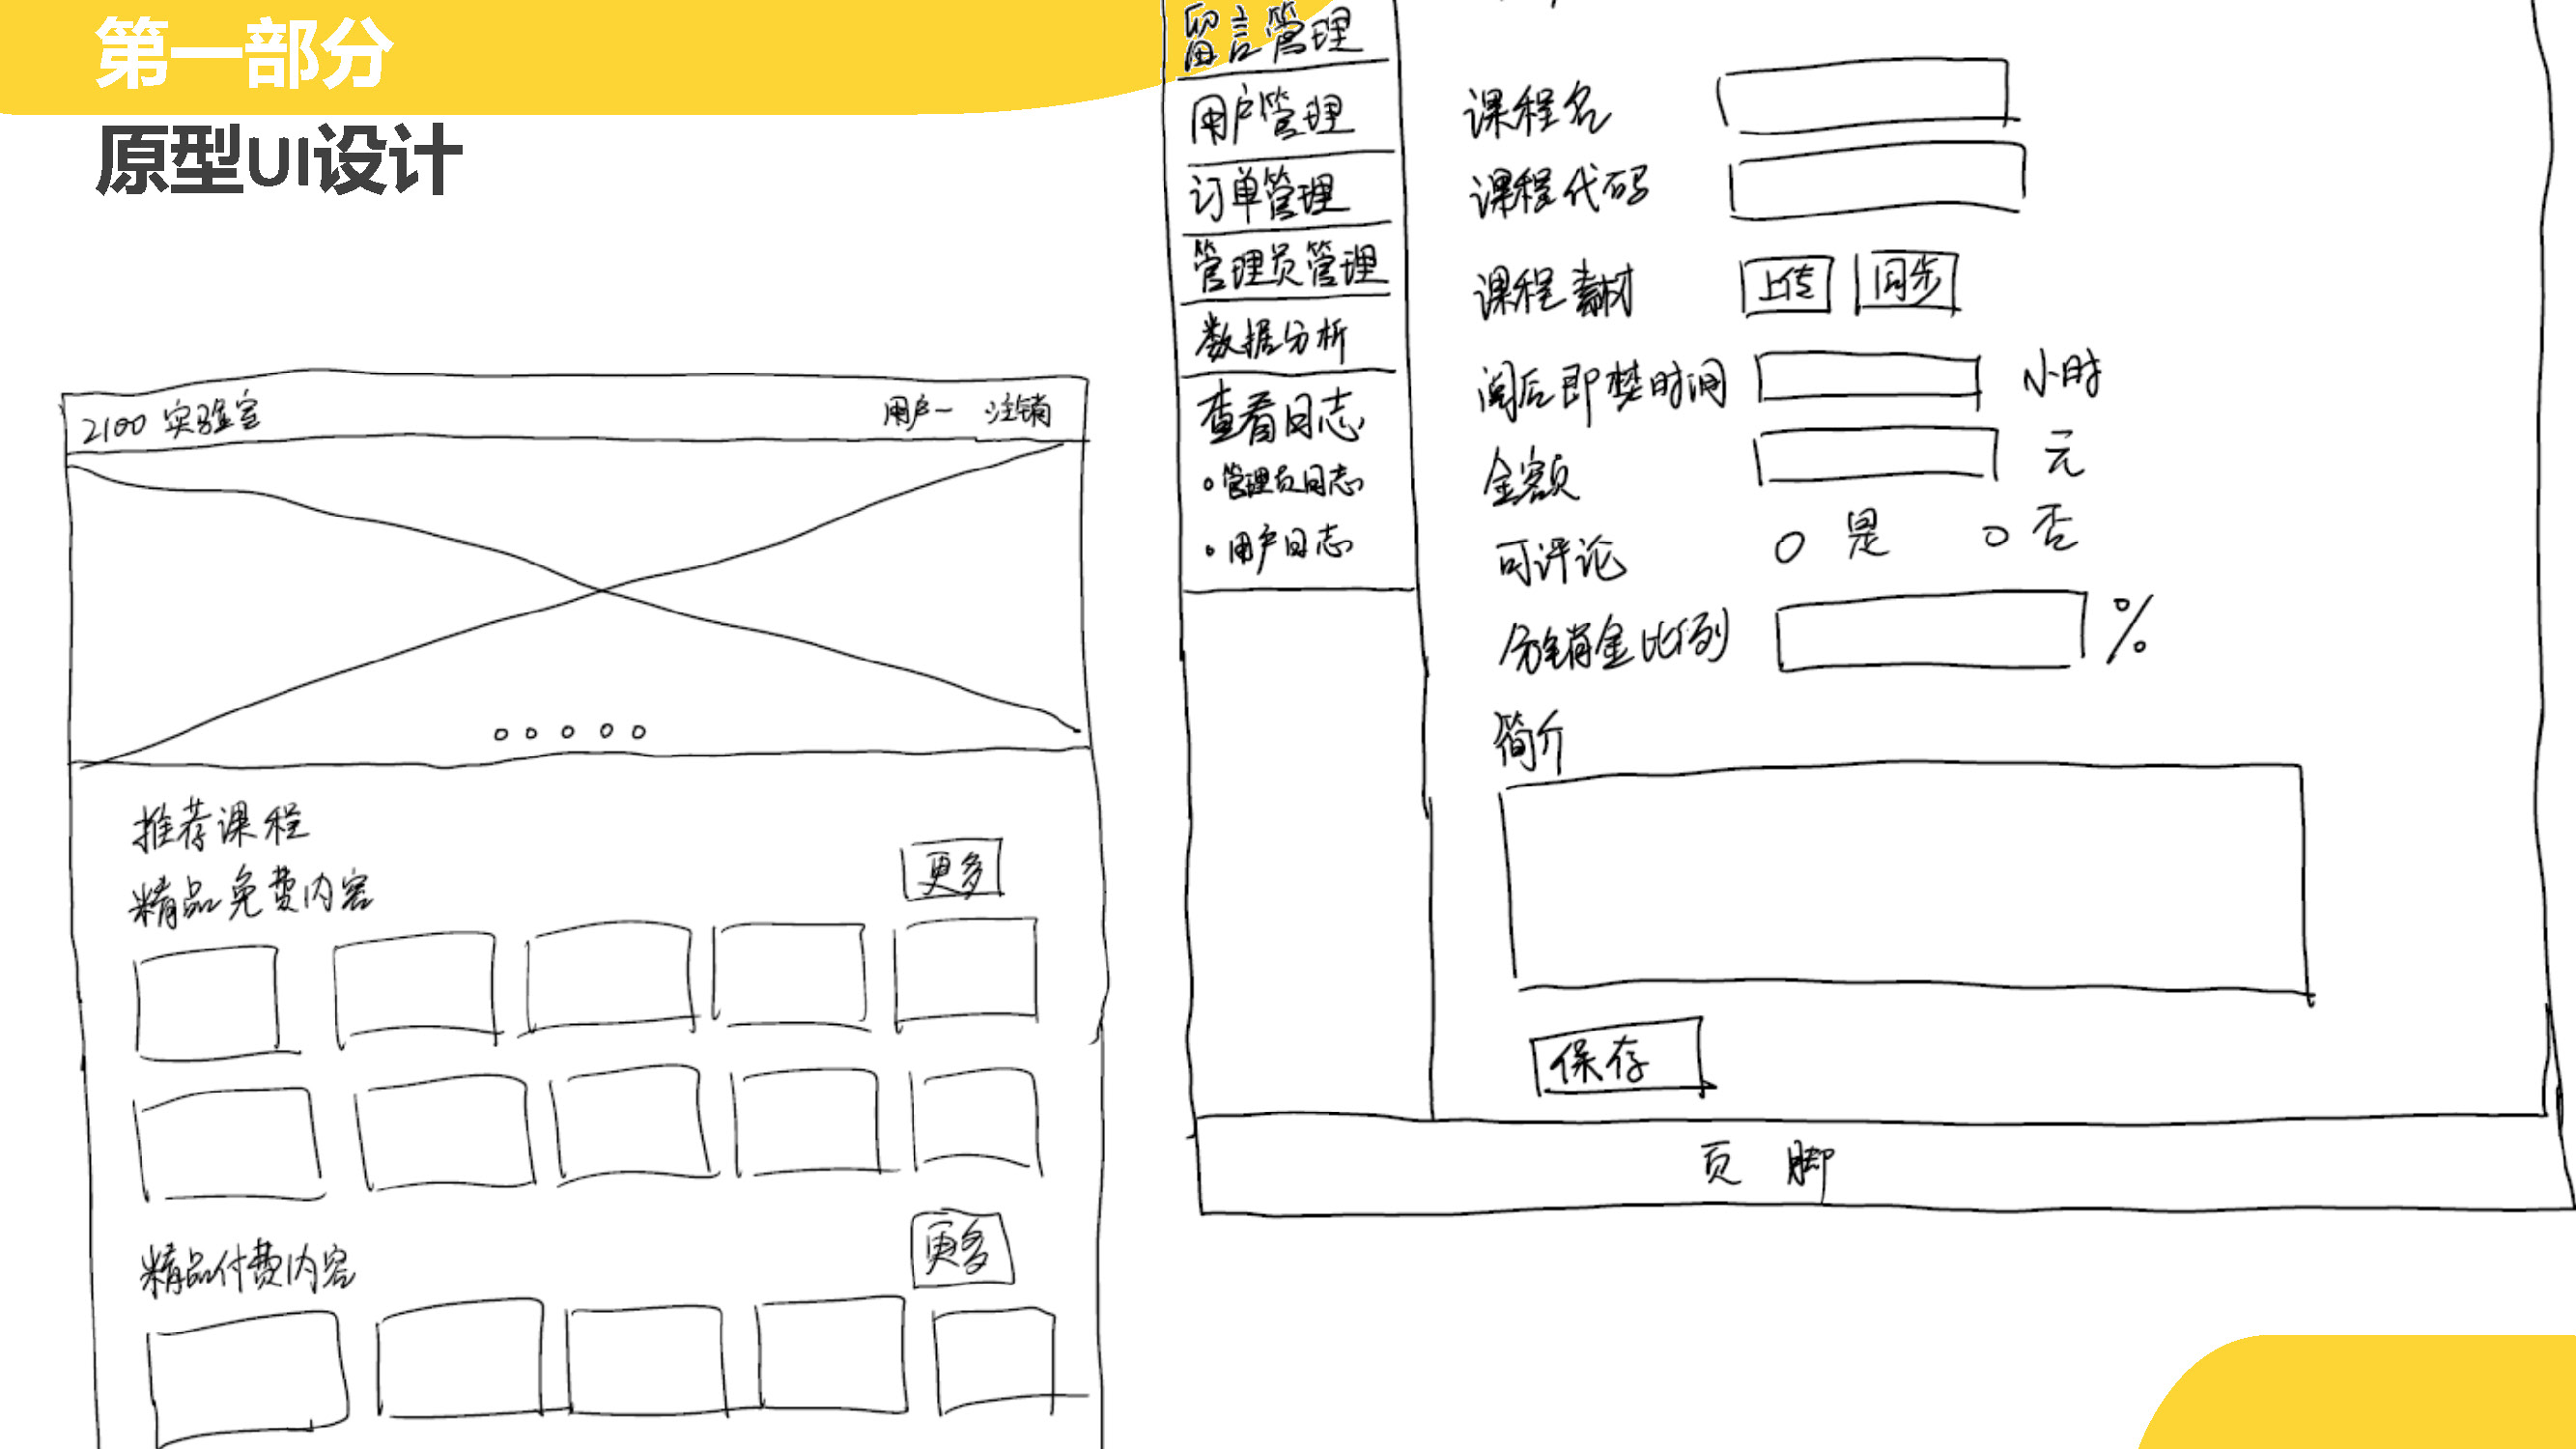 第一部分
原型UI设计
2100 实验室 用户一 注销
推荐课程
精品免费内容 更多
精品付费内容 更多
留言管理
用户管理
订单管理
管理员管理
数据分析
查看日志
管理员日志
用户日志
课程名
课程代码
课程素材 上传 同步
阅后即焚时间 小时
金额 元
可评论 是 否
分销金比例 %
简介
保存
页 脚